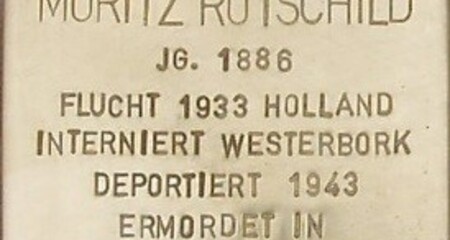 MORITZ ROTSCHILD
JG. 1886
FLUCHT 1933 HOLLAND
INTERNIERT WESTERBORK
DEPORTIERT 1943
ERMORDET IN